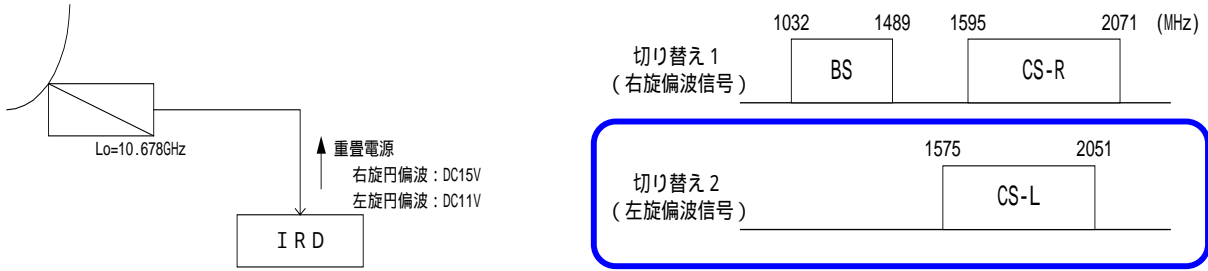 Lo=10.678GHz
重畳電源
右旋円偏波：DC15V
左旋円偏波：DC11V
ＩＲＤ
1032 1489 1595 2071 (MHz)
切り替え１
（右旋偏波信号）
BS CS-R
1575 2051
切り替え２
（左旋偏波信号）
CS-L